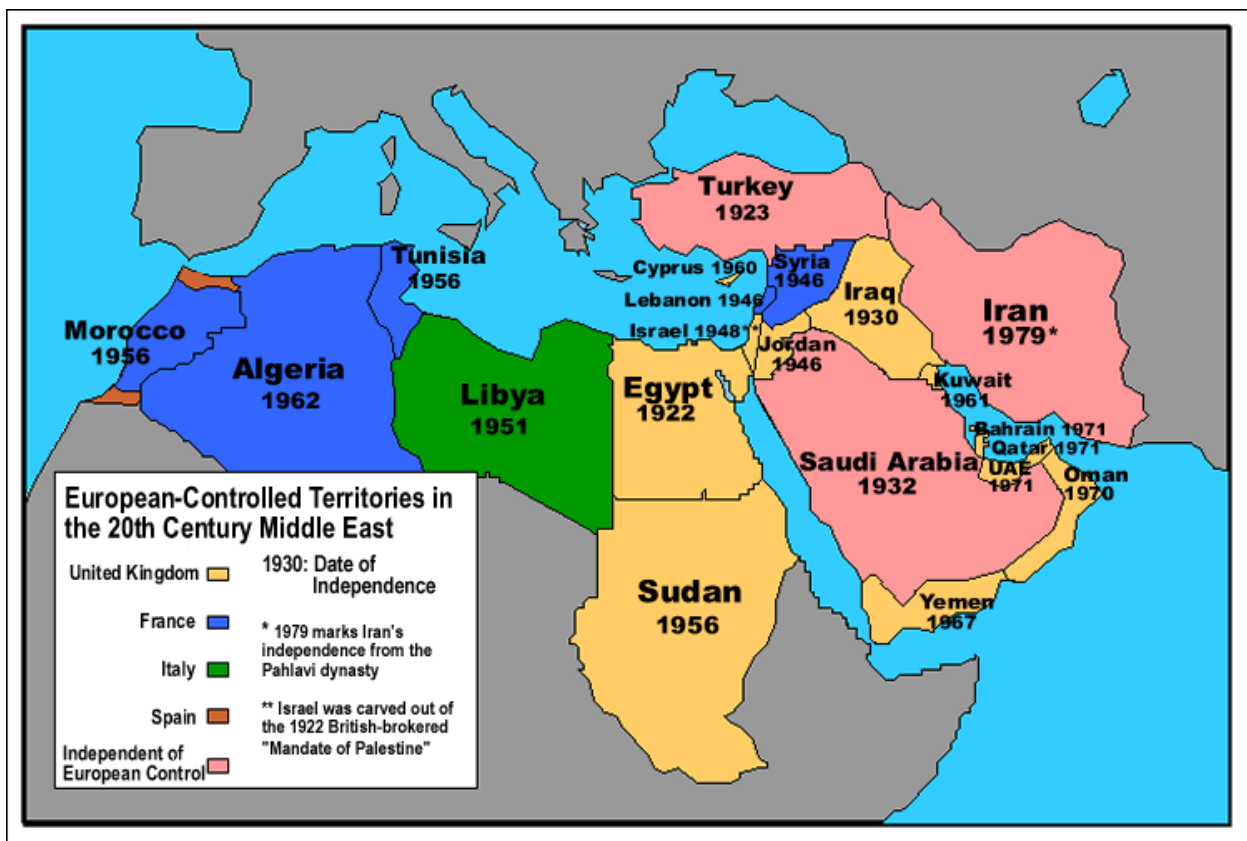 Turkey
1923
Tunisia
1956
Cyprus 1960
Syria
1946
Lebanon 1946
Iraq
1930
Iran
1979*
Morocco
1956
Israel 1948**
Jordan
1946
Algeria
1962
Libya
1951
Egypt
1922
Kuwait
1961
Bahrain 1971
Qatar 1971
Saudi Arabia
1932
UAE
1971
Oman
1970
Sudan
1956
Yemen
1967
European-Controlled Territories in
the 20th Century Middle East
United Kingdom
France
Italy
Spain
Independent of
European Control
1930: Date of
Independence
* 1979 marks Iran's
independence from the
Pahlavi dynasty
** Israel was carved out of
the 1922 British-brokered
"Mandate of Palestine"